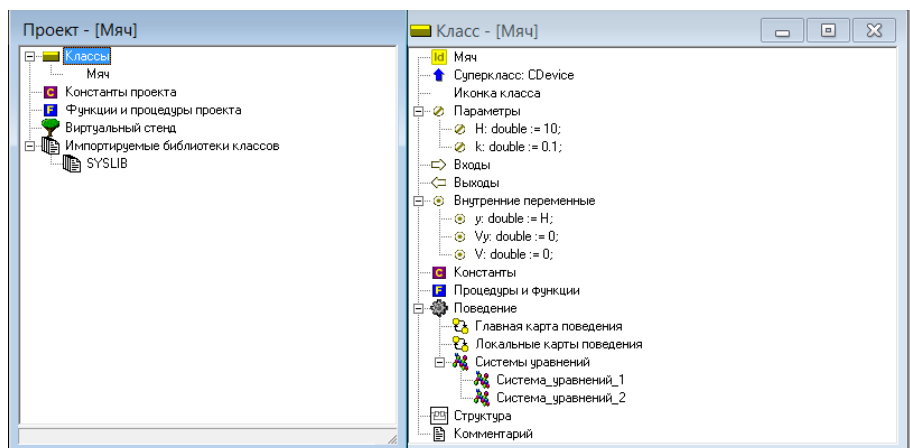 Проект - [Мяч]
Классы
Мяч
Константы проекта
Функции и процедуры проекта
Виртуальный стенд
Импортируемые библиотеки классов
SYSLIB
Класс - [Мяч]
Id Мяч
Суперкласс: CDevice
Иконка класса
Параметры
H: double := 10;
k: double := 0.1;
Входы
Выходы
Внутренние переменные
y: double := H;
Vy: double := 0;
V: double := 0;
C Константы
F Процедуры и функции
Поведение
Главная карта поведения
Локальные карты поведения
Системы уравнений
Система_уравнений_1
Система_уравнений_2
Структура
Комментарий